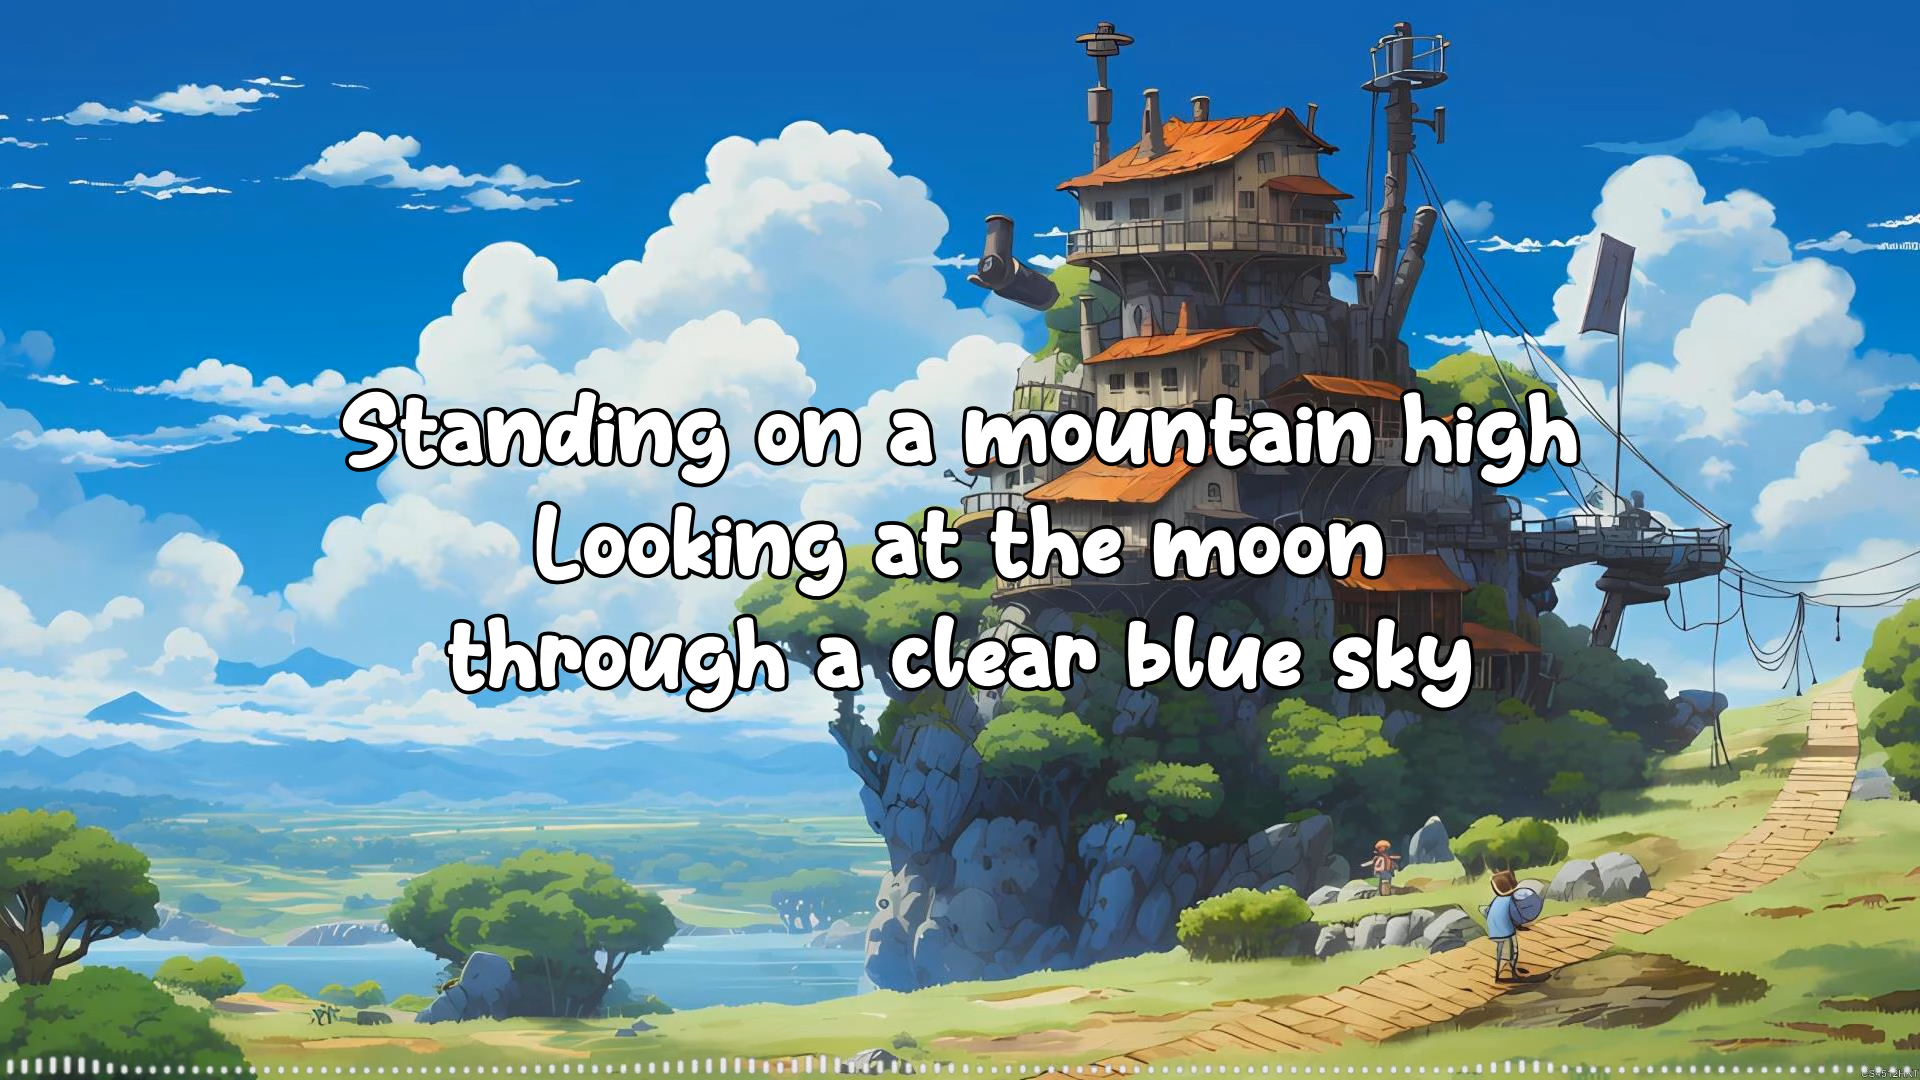 Standing on a mountain high
Looking at the moon
through a clear blue sky